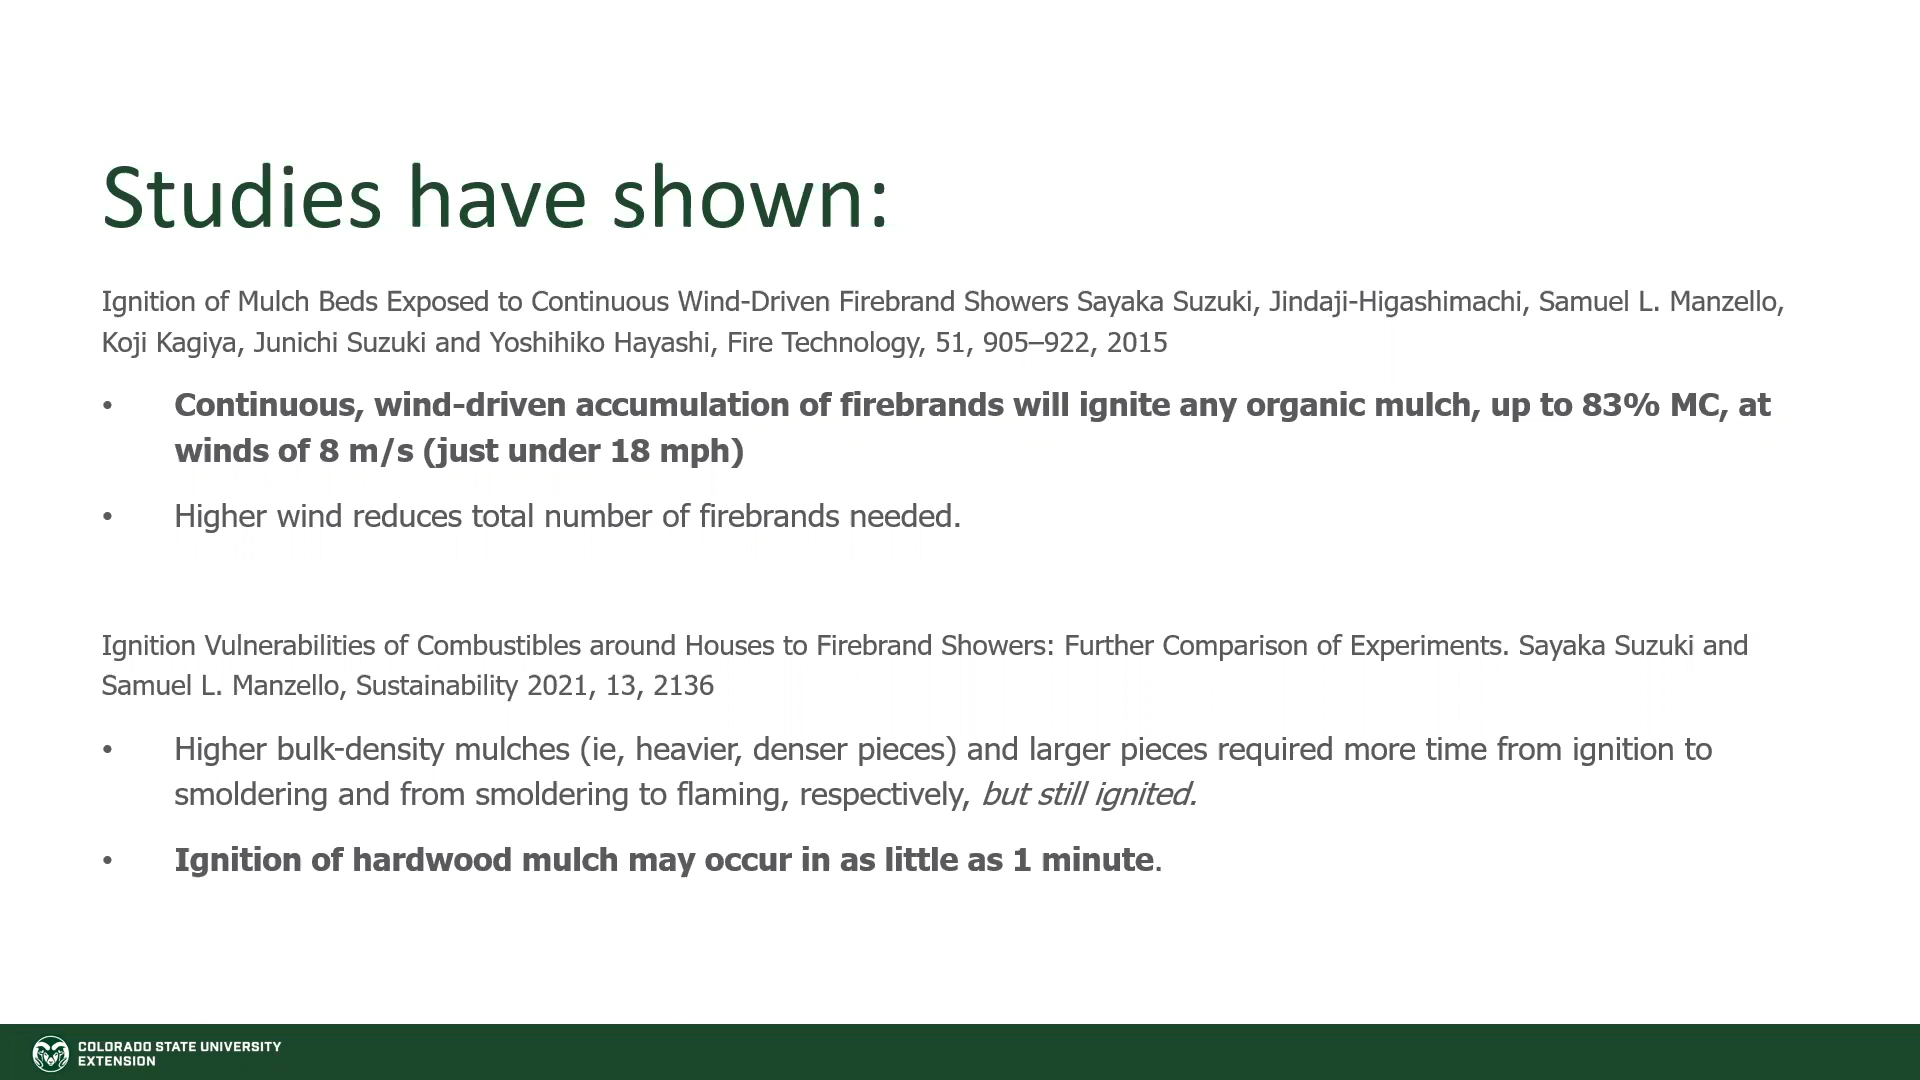 Studies have shown:
Ignition of Mulch Beds Exposed to Continuous Wind-Driven Firebrand Showers Sayaka Suzuki, Jindaji-Higashimachi, Samuel L. Manzello,
Koji Kagiya, Junichi Suzuki and Yoshihiko Hayashi, Fire Technology, 51, 905–922, 2015
• Continuous, wind-driven accumulation of firebrands will ignite any organic mulch, up to 83% MC, at
winds of 8 m/s (just under 18 mph)
• Higher wind reduces total number of firebrands needed.
Ignition Vulnerabilities of Combustibles around Houses to Firebrand Showers: Further Comparison of Experiments. Sayaka Suzuki and
Samuel L. Manzello, Sustainability 2021, 13, 2136
• Higher bulk-density mulches (ie, heavier, denser pieces) and larger pieces required more time from ignition to
smoldering and from smoldering to flaming, respectively, but still ignited.
• Ignition of hardwood mulch may occur in as little as 1 minute.
COLORADO STATE UNIVERSITY
EXTENSION